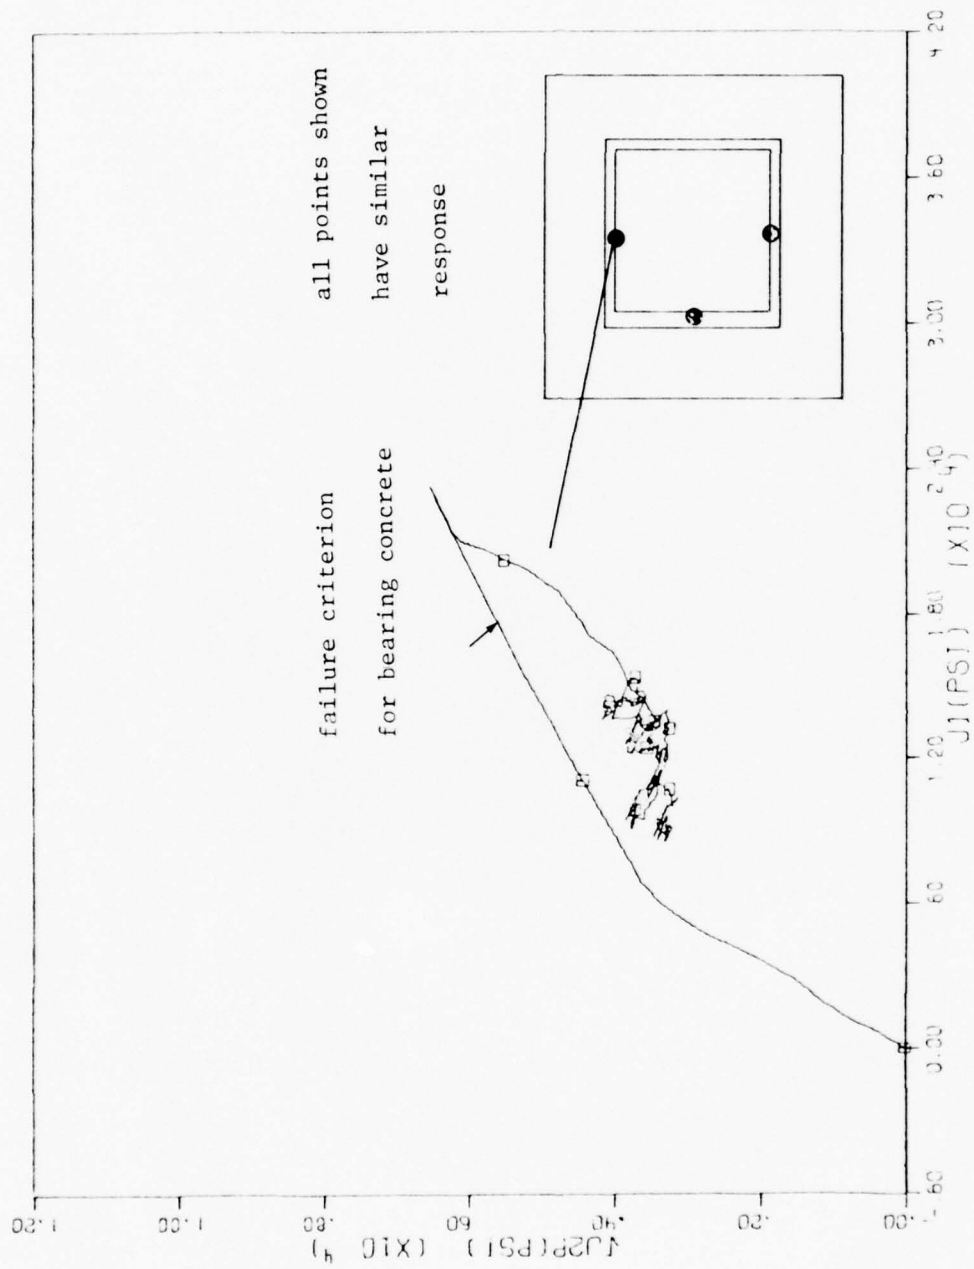 all points shown
have similar
response
failure criterion
for bearing concrete
1.20
1.00
.80
.60
.40
.20
.00
√J2P(PSI) (X10 4)
-.60
0.00
.60
1.20
1.80
2.40
3.00
3.60
4.20
J1(PSI) (X10 4)